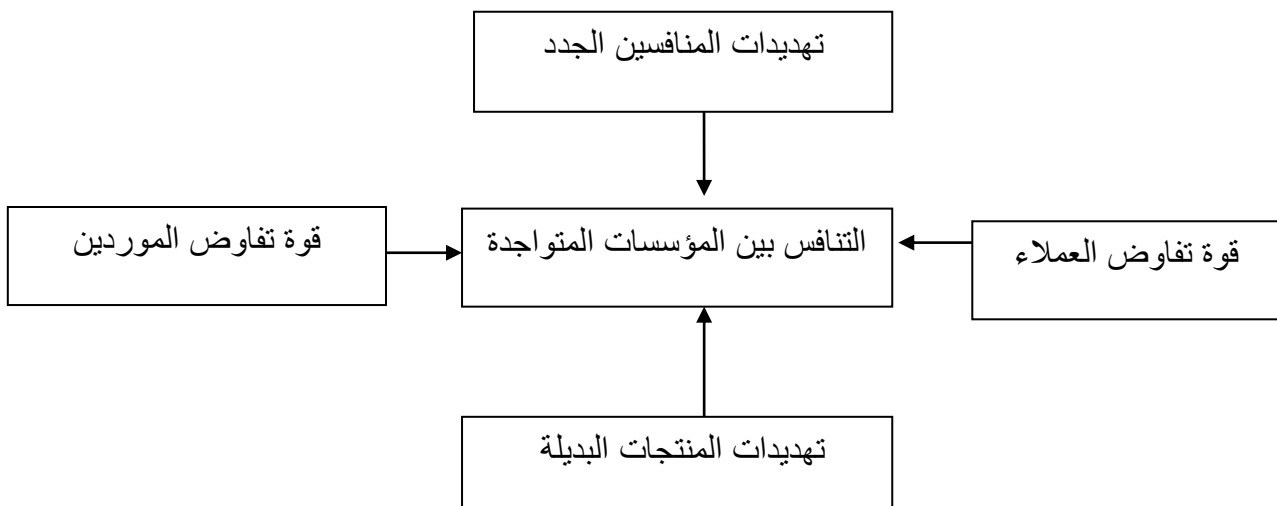 تهديدات المنافسين الجدد
قوة تفاوض العملاء
التنافس بين المؤسسات المتواجدة
قوة تفاوض الموردين
تهديدات المنتجات البديلة